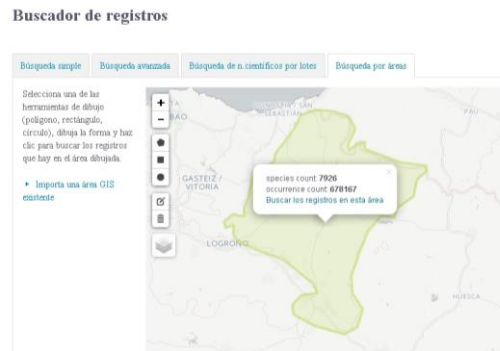 Buscador de registros
Búsqueda simple
Búsqueda avanzada
Búsqueda de n.científicos por lotes
Búsqueda por áreas
Selecciona una de las
herramientas de dibujo
(polígono, rectángulo,
círculo), dibuja la forma y haz
clic para buscar los registros
que hay en el área dibujada.
Importa una área GIS
existente
+
-
BAO
SAN
SEBASTIÁN
PAU
GASTEIZ /
VITORIA
LOGROÑO
HUESCA
species count: 7926
occurrence count: 678167
Buscar los registros en esta área